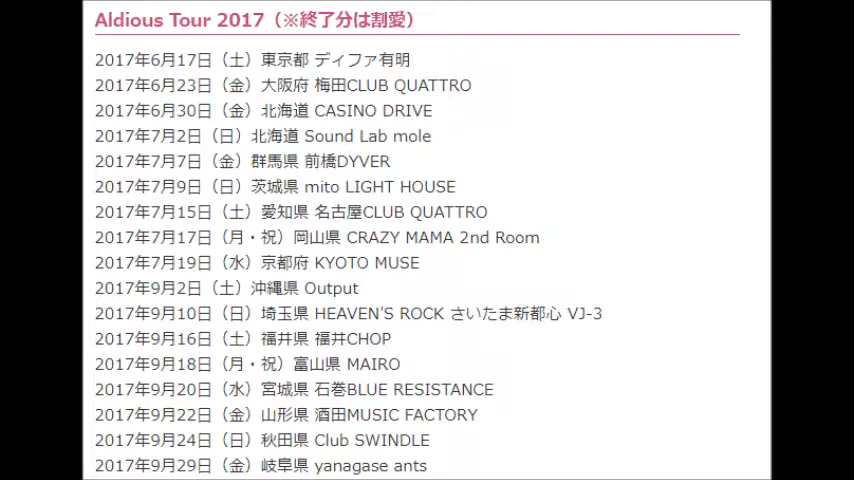 Aldious Tour 2017（※終了分は割愛）
2017年6月17日（土）東京都 ディファ有明
2017年6月23日（金）大阪府 梅田CLUB QUATTRO
2017年6月30日（金）北海道 CASINO DRIVE
2017年7月2日（日）北海道 Sound Lab mole
2017年7月7日（金）群馬県 前橋DYVER
2017年7月9日（日）茨城県 mito LIGHT HOUSE
2017年7月15日（土）愛知県 名古屋CLUB QUATTRO
2017年7月17日（月・祝）岡山県 CRAZY MAMA 2nd Room
2017年7月19日（水）京都府 KYOTO MUSE
2017年9月2日（土）沖縄県 Output
2017年9月10日（日）埼玉県 HEAVEN'S ROCK さいたま新都心 VJ-3
2017年9月16日（土）福井県 福井CHOP
2017年9月18日（月・祝）富山県 MAIRO
2017年9月20日（水）宮城県 石巻BLUE RESISTANCE
2017年9月22日（金）山形県 酒田MUSIC FACTORY
2017年9月24日（日）秋田県 Club SWINDLE
2017年9月29日（金）岐阜県 yanagase ants